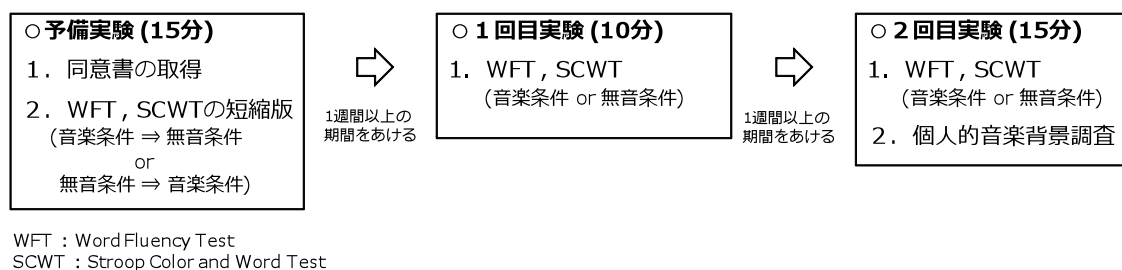 ○予備実験 (15分)
1. 同意書の取得
2. WFT , SCWTの短縮版
(音楽条件 ⇒ 無音条件
or
無音条件 ⇒ 音楽条件)
1週間以上の
期間をあける
○1回目実験 (10分)
1. WFT , SCWT
(音楽条件 or 無音条件)
1週間以上の
期間をあける
○2回目実験 (15分)
1. WFT , SCWT
(音楽条件 or 無音条件)
2. 個人的音楽背景調査
WFT : Word Fluency Test
SCWT : Stroop Color and Word Test